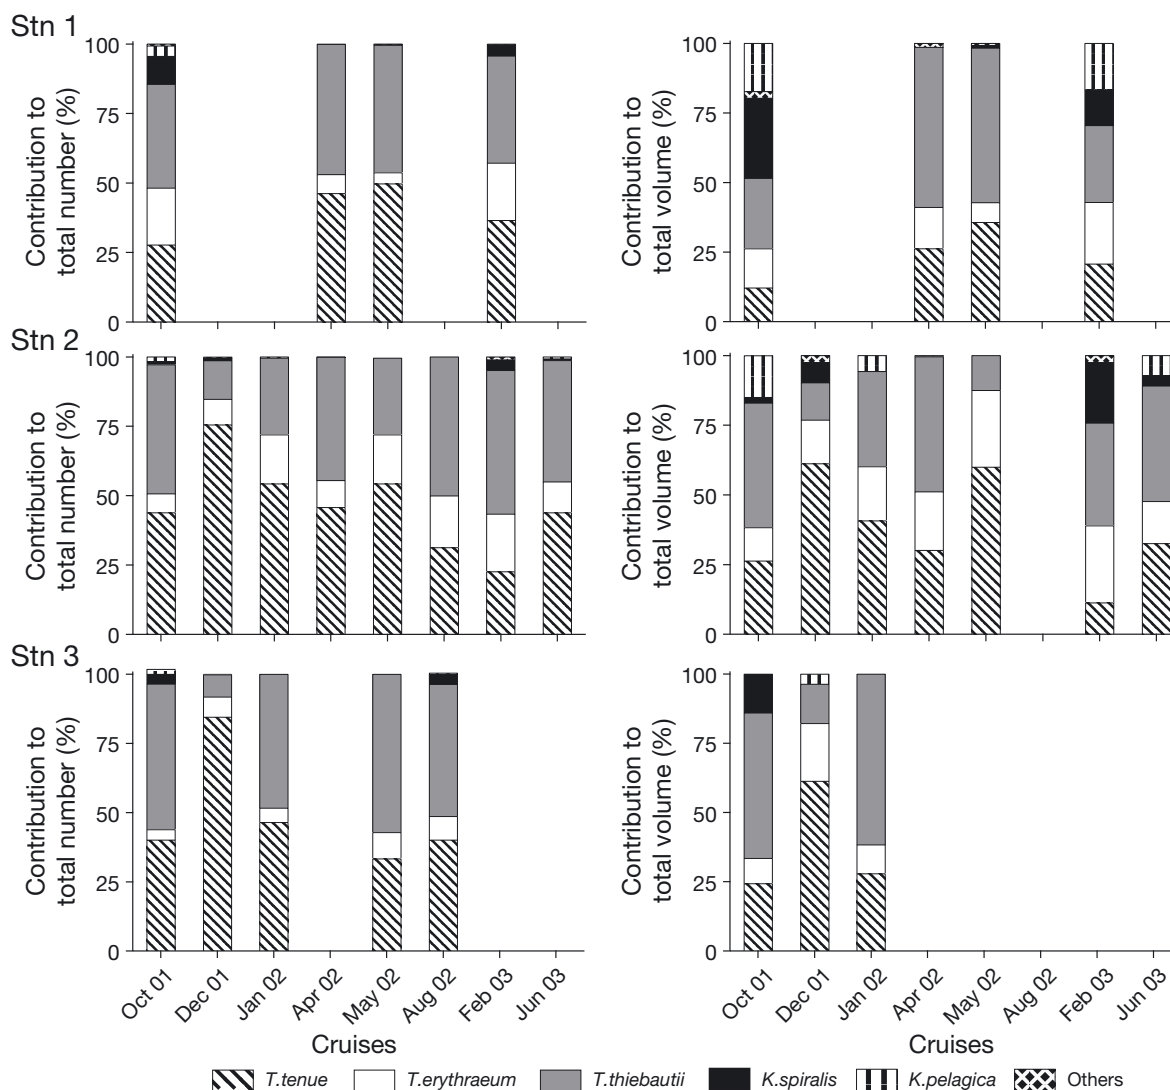 Stn 1
Contribution to
total number (%)
100
75
50
25
0
Contribution to
total volume (%)
100
75
50
25
0
Stn 2
Contribution to
total number (%)
100
75
50
25
0
Contribution to
total volume (%)
100
75
50
25
0
Stn 3
Contribution to
total number (%)
100
75
50
25
0
Contribution to
total volume (%)
100
75
50
25
0
Oct 01 Dec 01 Jan 02 Apr 02 May 02 Aug 02 Feb 03 Jun 03
Oct 01 Dec 01 Jan 02 Apr 02 May 02 Aug 02 Feb 03 Jun 03
Cruises
Cruises
T.tenue T.erythraeum T.thiebautii K.spiralis K.pelagica Others